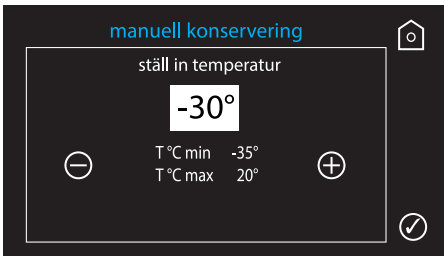 manuell konservering
ställ in temperatur
-30°
T °C min -35°
T °C max 20°